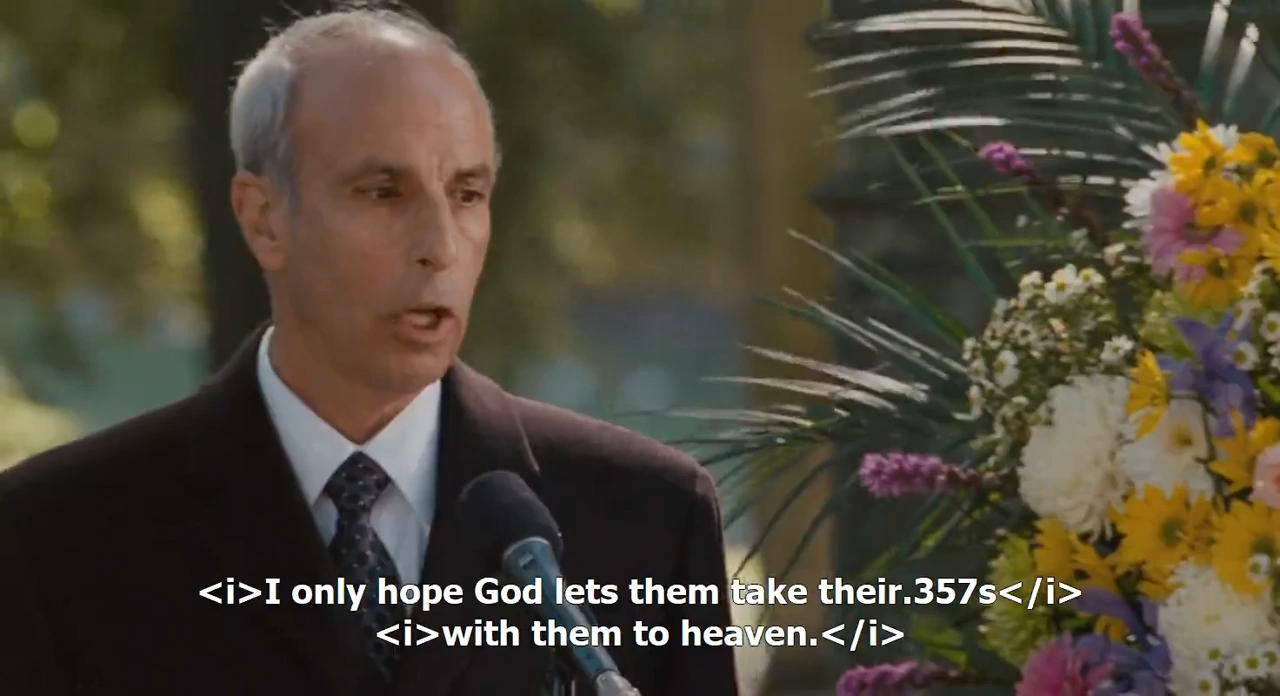 <i>I only hope God lets them take their.357s</i>
<i>with them to heaven.</i>